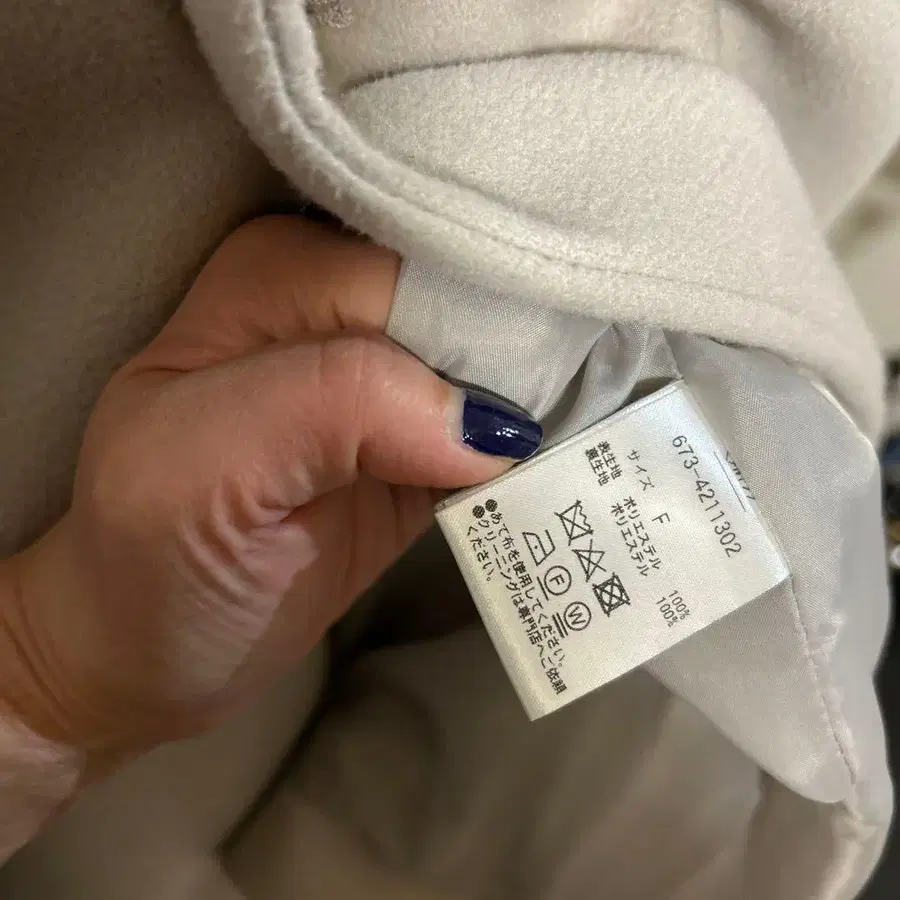 673-4211302
サイズ F
表生地 ポリエステル 100%
裏生地 ポリエステル 100%
F
W
●あて布を使用してください。
●クリーニングは専門店へご依頼
ください。